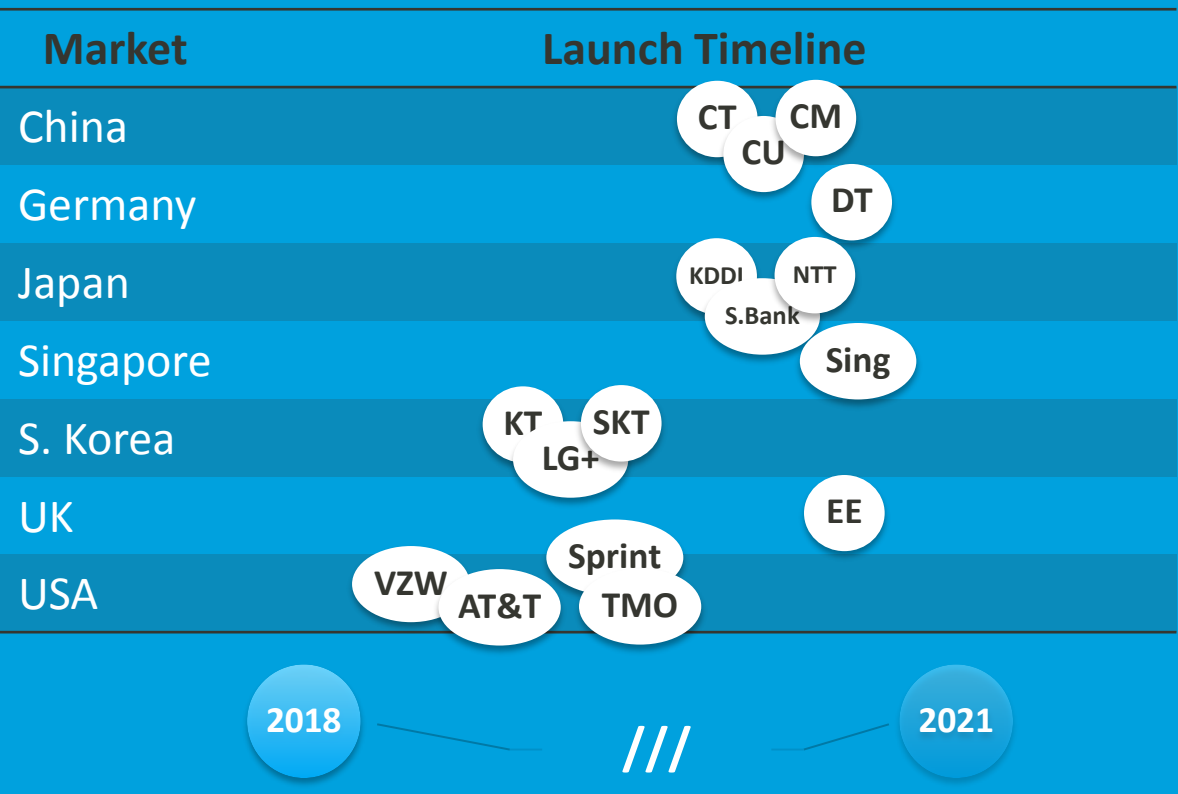 Market Launch Timeline
China CT CU CM
Germany DT
Japan KDDI S.Bank NTT
Singapore Sing
S. Korea KT LG+ SKT
UK EE
USA VZW AT&T Sprint TMO
2018 /// 2021